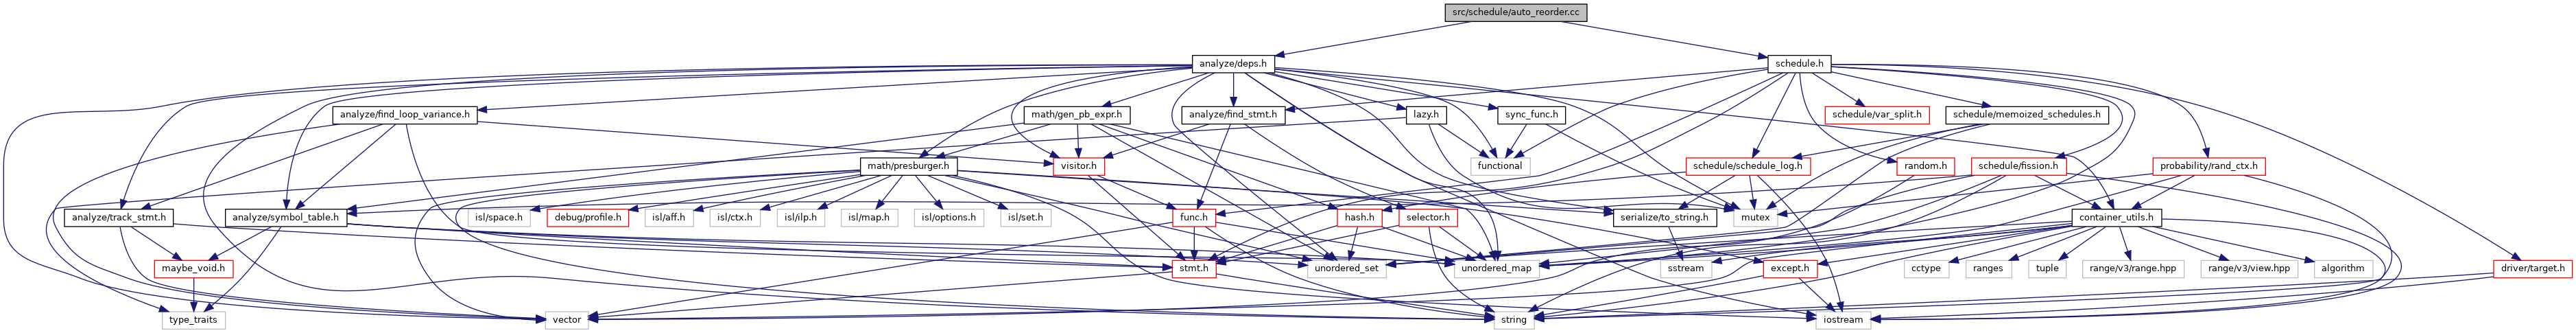 src/schedule/auto_reorder.cc
analyze/deps.h
schedule.h
analyze/find_loop_variance.h
math/gen_pb_expr.h
analyze/find_stmt.h
lazy.h
sync_func.h
schedule/var_split.h
schedule/memoized_schedules.h
math/presburger.h
visitor.h
functional
schedule/schedule_log.h
random.h
schedule/fission.h
probability/rand_ctx.h
analyze/track_stmt.h
analyze/symbol_table.h
isl/space.h
debug/profile.h
isl/aff.h
isl/ctx.h
isl/ilp.h
isl/map.h
isl/options.h
isl/set.h
func.h
hash.h
selector.h
serialize/to_string.h
mutex
container_utils.h
maybe_void.h
stmt.h
unordered_set
unordered_map
sstream
except.h
cctype
ranges
tuple
range/v3/range.hpp
range/v3/view.hpp
algorithm
driver/target.h
type_traits
vector
string
iostream